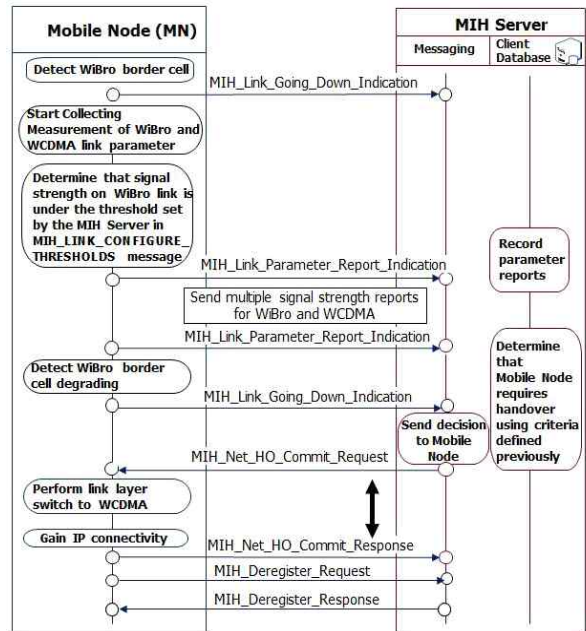 Mobile Node (MN)
MIH Server
Messaging
Client
Database
Detect WiBro border cell
MIH_Link_Going_Down_Indication
Start Collecting
Measurement of WiBro and
WCDMA link parameter
Determine that signal
strength on WiBro link is
under the threshold set
by the MIH Server in
MIH_LINK_CONFIGURE_
THRESHOLDS message
Record
parameter
reports
MIH_Link_Parameter_Report_Indication
Send multiple signal strength reports
for WiBro and WCDMA
MIH_Link_Parameter_Report_Indication
Detect WiBro border
cell degrading
Determine
that
Mobile Node
requires
handover
using criteria
defined
previously
MIH_Link_Going_Down_Indication
Send decision
to Mobile
Node
MIH_Net_HO_Commit_Request
Perform link layer
switch to WCDMA
Gain IP connectivity
MIH_Net_HO_Commit_Response
MIH_Deregister_Request
MIH_Deregister_Response